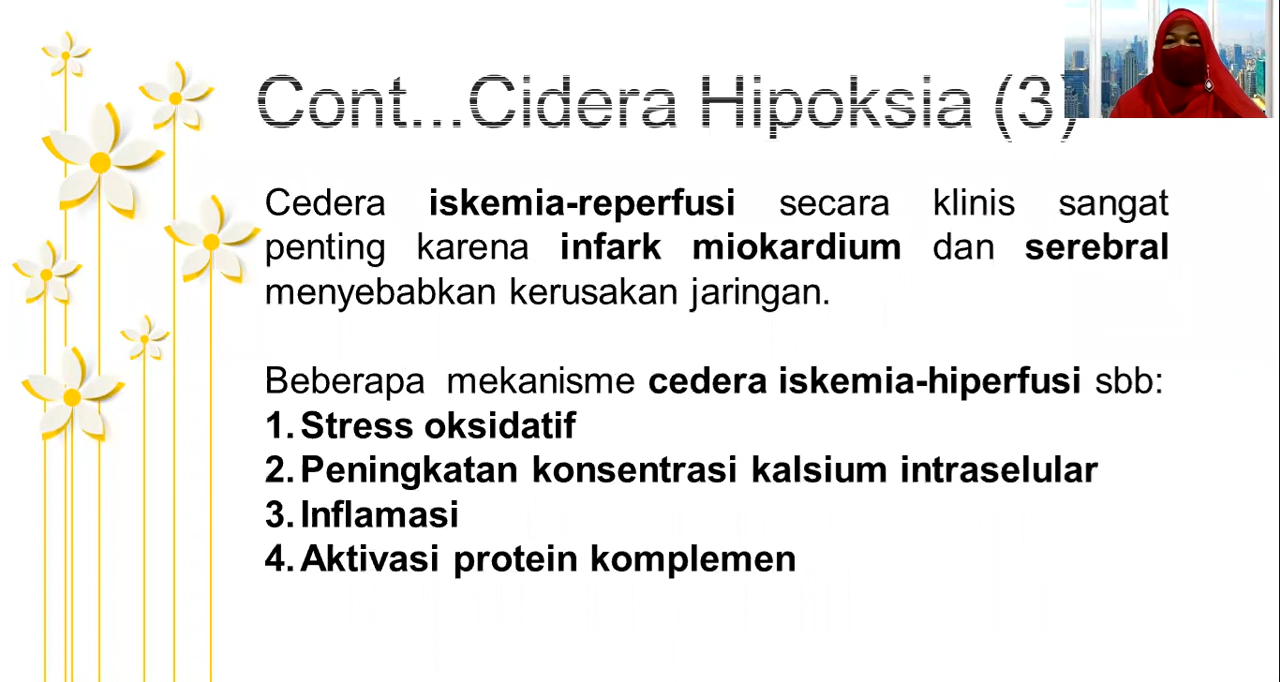 Cont...Cidera Hipoksia (3)
Cedera iskemia-reperfusi secara klinis sangat
penting karena infark miokardium dan serebral
menyebabkan kerusakan jaringan.
Beberapa mekanisme cedera iskemia-hiperfusi sbb:
1. Stress oksidatif
2. Peningkatan konsentrasi kalsium intraselular
3. Inflamasi
4. Aktivasi protein komplemen